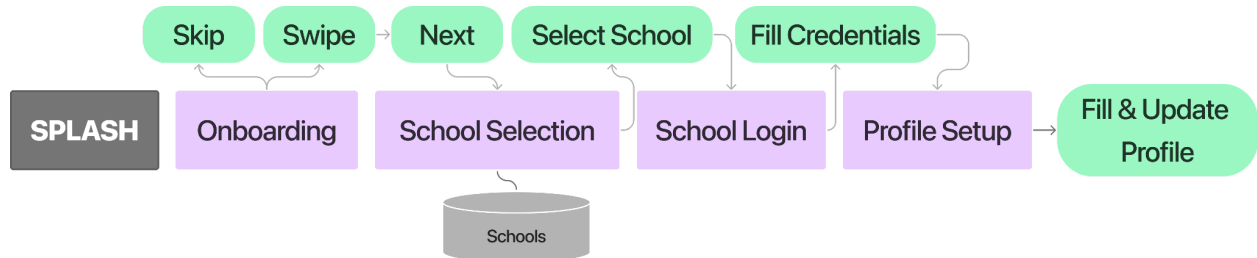 Skip
Swipe
Next
Select School
Fill Credentials
SPLASH
Onboarding
School Selection
School Login
Profile Setup
Fill & Update
Profile
Schools